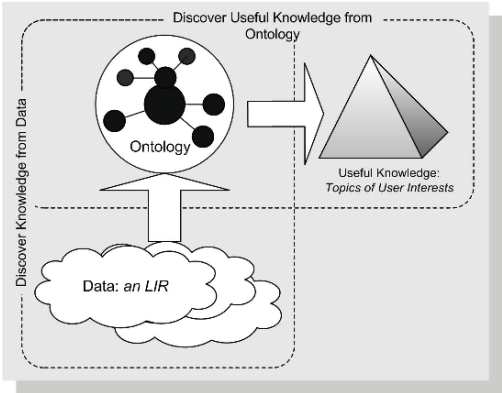 Discover Useful Knowledge from
Ontology
Discover Knowledge from Data
Ontology
Useful Knowledge:
Topics of User Interests
Data: an LIR